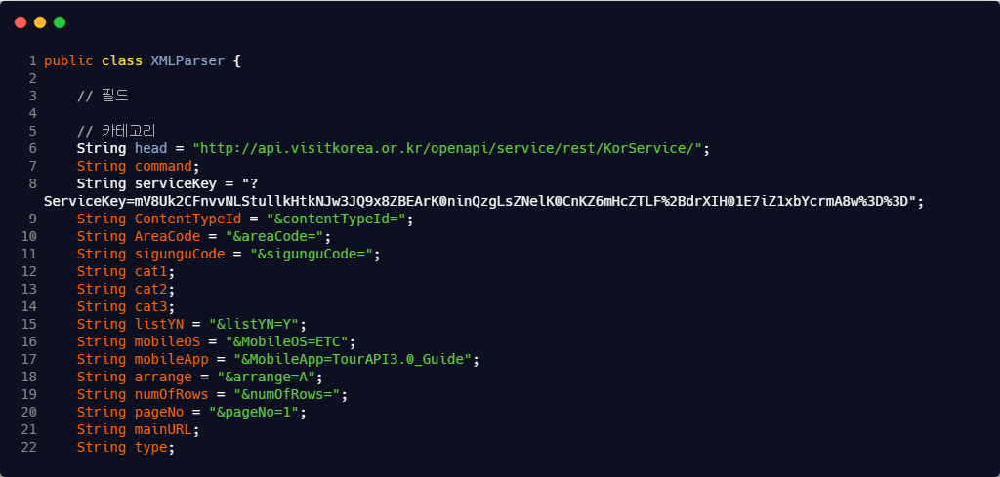 1 public class XMLParser {
2
3 // 필드
4
5 // 카테고리
6 String head = "http://api.visitkorea.or.kr/openapi/service/rest/KorService/";
7 String command;
8 String serviceKey = "?
ServiceKey=mV8Uk2CFnvvNLStullkHtkNJw3JQ9x8ZBEArK0ninQzgLsZNelK0CnKZ6mHcZTLF%2BdrXIH01E7iZ1xbYcrmA8w%3D%3D";
9 String ContentTypeId = "&contentTypeId=";
10 String AreaCode = "&areaCode=";
11 String sigunguCode = "&sigunguCode=";
12 String cat1;
13 String cat2;
14 String cat3;
15 String listYN = "&listYN=Y";
16 String mobileOS = "&MobileOS=ETC";
17 String mobileApp = "&MobileApp=TourAPI3.0_Guide";
18 String arrange = "&arrange=A";
19 String numOfRows = "&numOfRows=";
20 String pageNo = "&pageNo=1";
21 String mainURL;
22 String type;